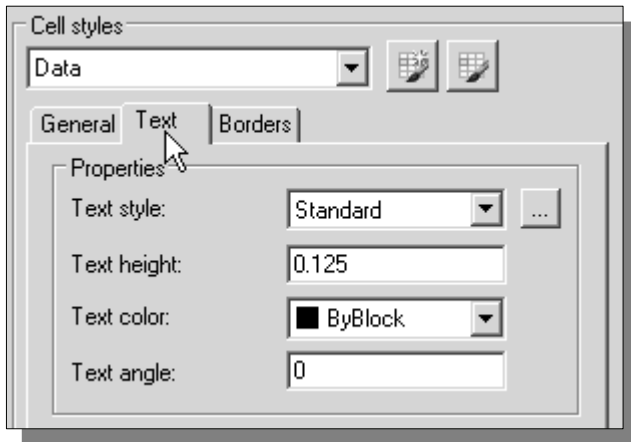 Cell styles
Data
General Text Borders
Properties
Text style: Standard ...
Text height: 0.125
Text color: ByBlock
Text angle: 0